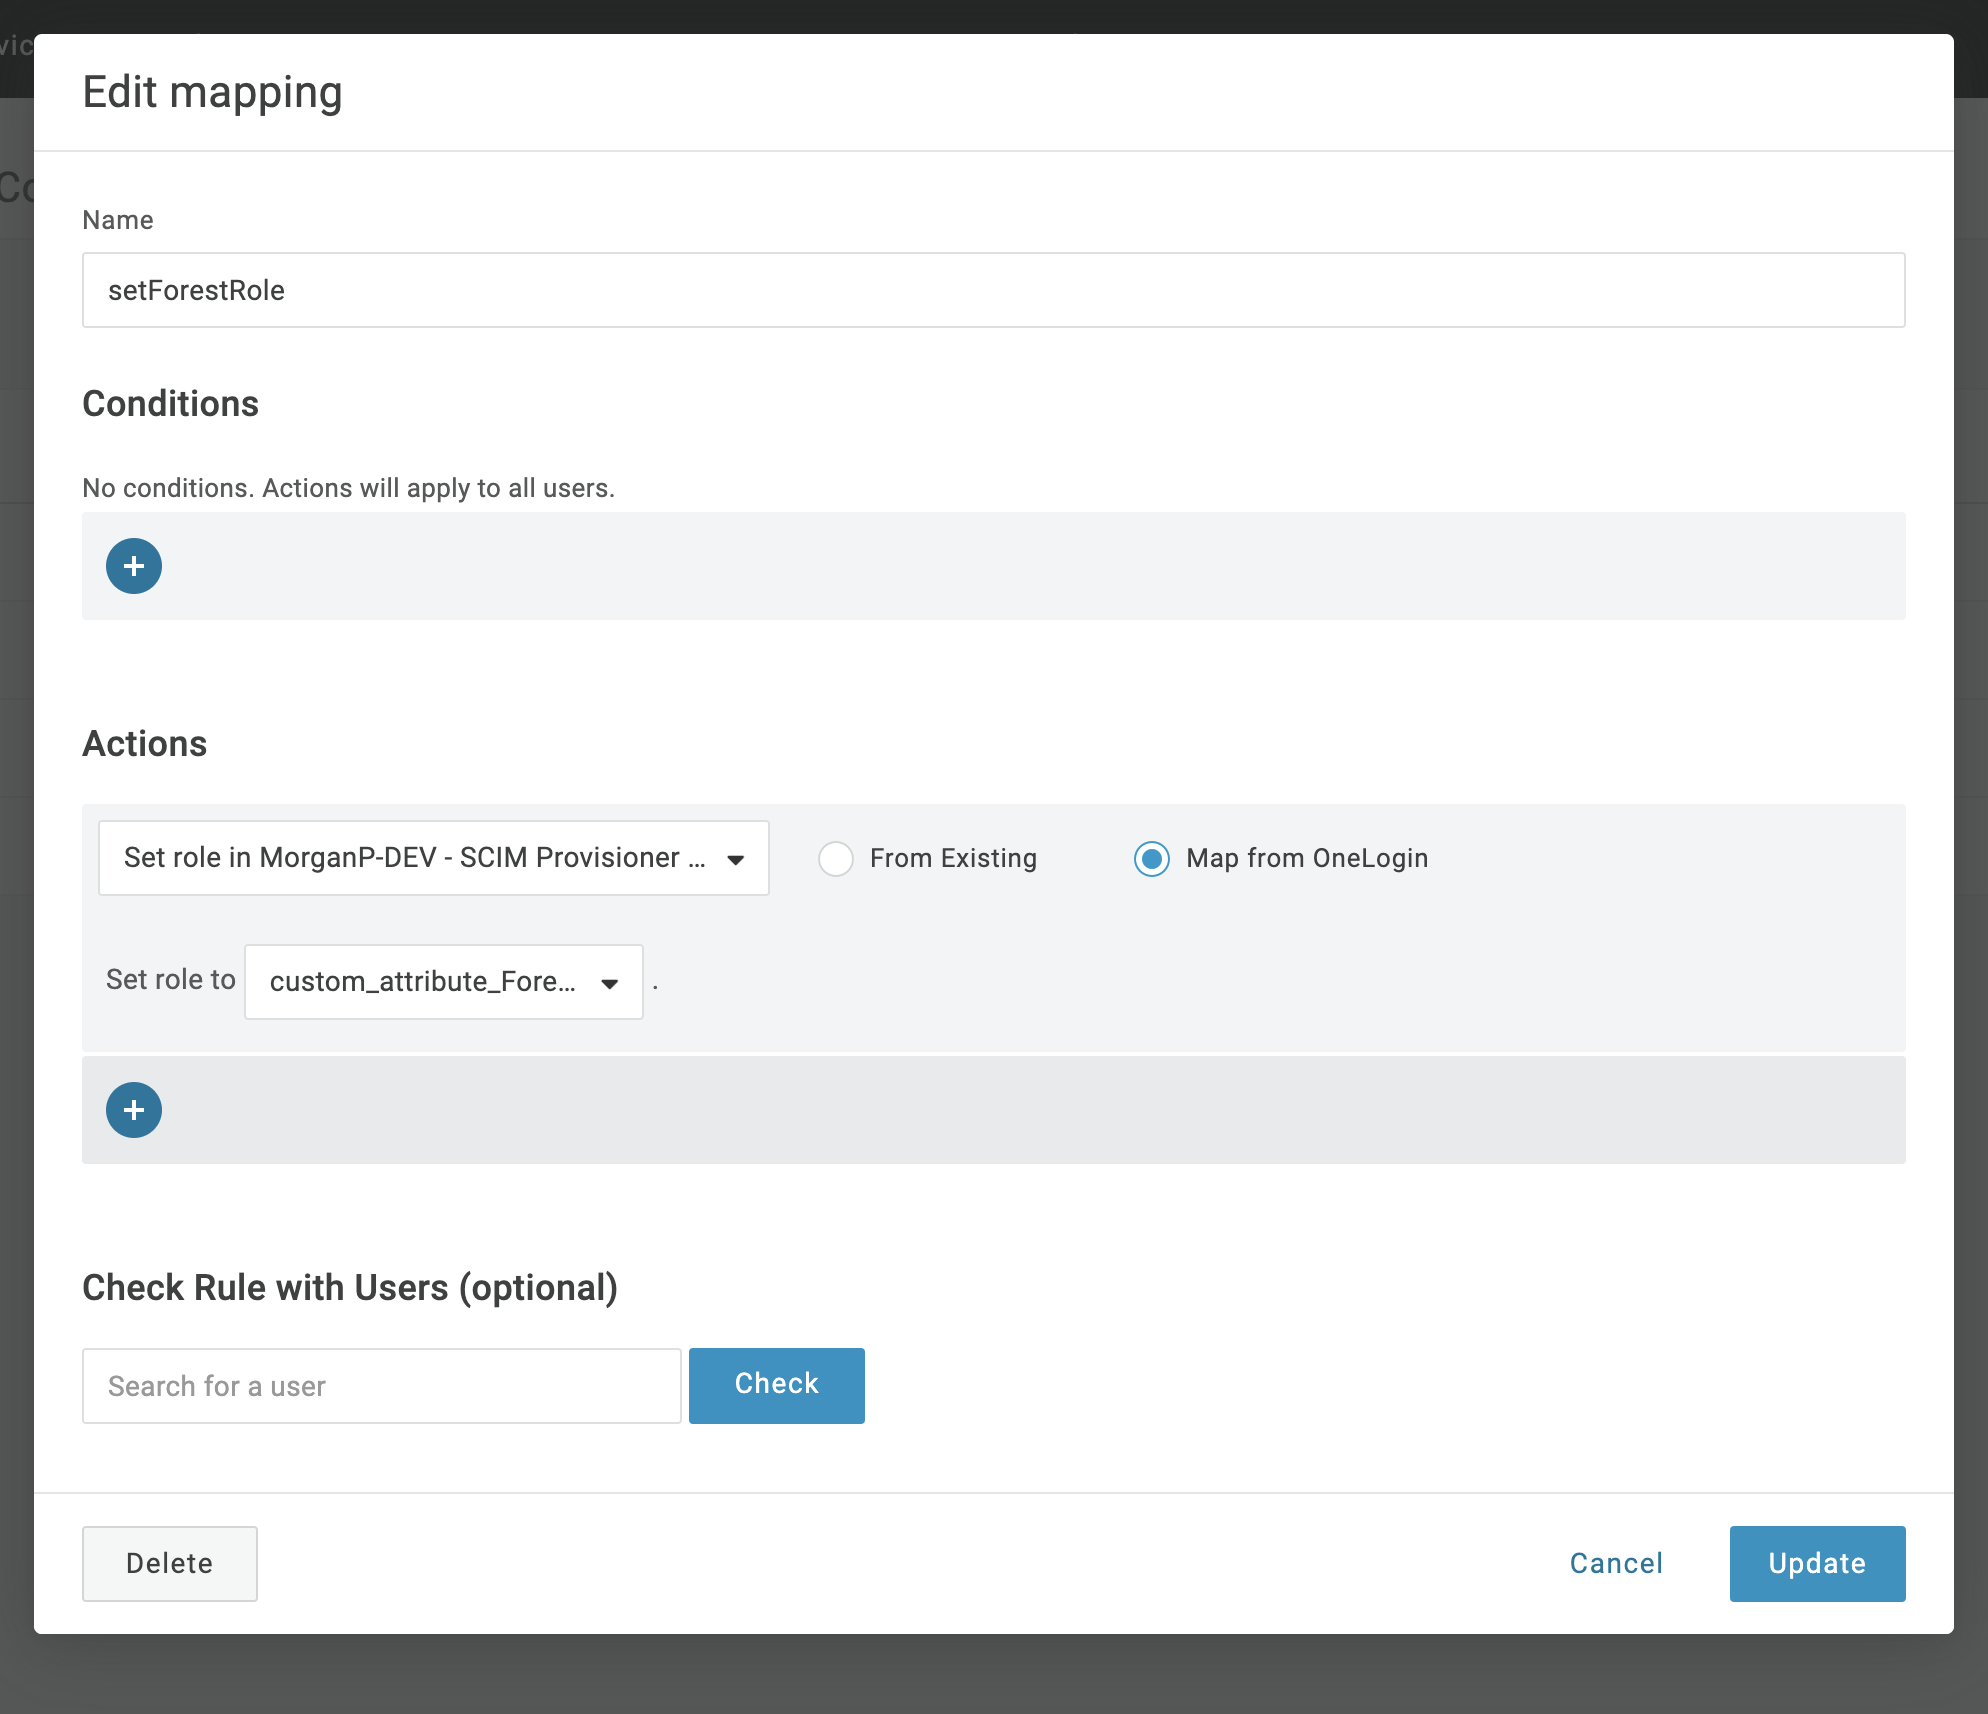 Edit mapping
Name
setForestRole
Conditions
No conditions. Actions will apply to all users.
Actions
Set role in MorganP-DEV - SCIM Provisioner ...
From Existing
Map from OneLogin
Set role to custom_attribute_Fore... .
Check Rule with Users (optional)
Search for a user
Check
Delete
Cancel
Update